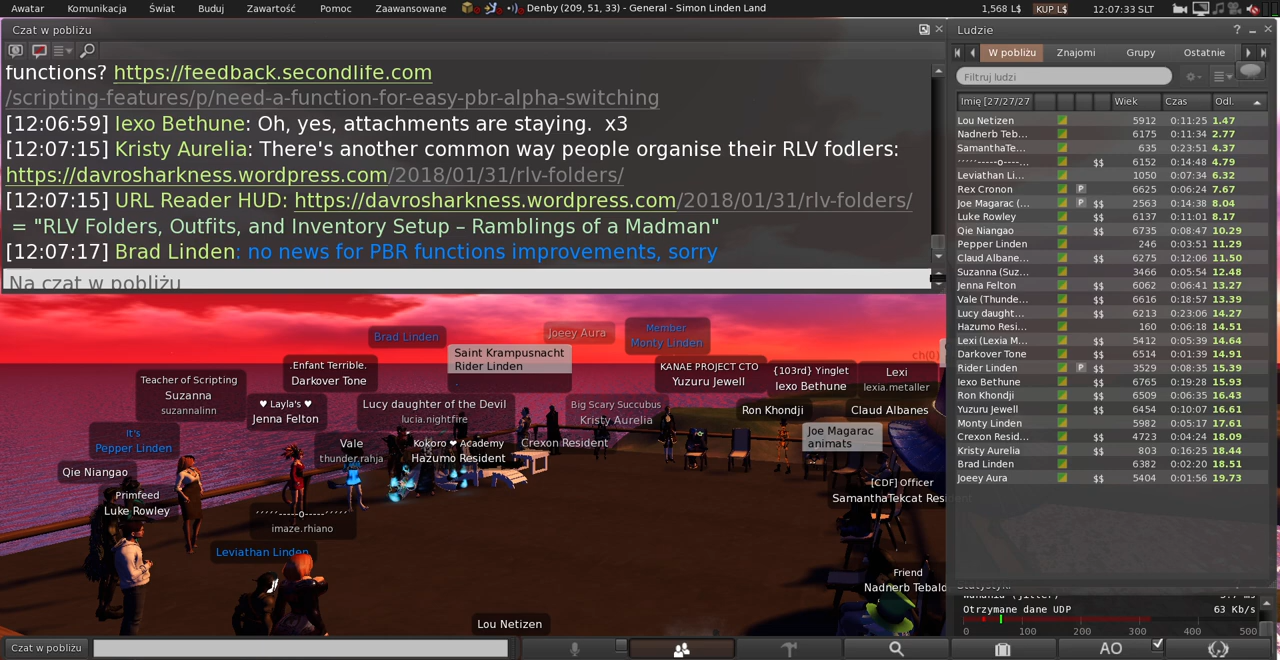 Awatar Komunikacja Świat Buduj Zawartość Pomoc Zaawansowane Denby (209, 51, 33) - General - Simon Linden Land 1,568 L$ KUP L$ 12:07:33 SLT
Czat w pobliżu
functions? https://feedback.secondlife.com
/scripting-features/p/need-a-function-for-easy-pbr-alpha-switching
[12:06:59] Iexo Bethune: Oh, yes, attachments are staying.  x3
[12:07:15] Kristy Aurelia: There's another common way people organise their RLV fodlers:
https://davrosharkness.wordpress.com/2018/01/31/rlv-folders/
[12:07:15] URL Reader HUD: https://davrosharkness.wordpress.com/2018/01/31/rlv-folders/
= "RLV Folders, Outfits, and Inventory Setup – Ramblings of a Madman"
[12:07:17] Brad Linden: no news for PBR functions improvements, sorry
Na czat w pobliżu
Brad Linden
Joeey Aura
Member
Monty Linden
Saint Krampusnacht
Rider Linden
ch(0)
.Enfant Terrible.
Darkover Tone
KANAE PROJECT CTO
Yuzuru Jewell
{103rd} Yinglet
Iexo Bethune
Lexi
lexia.metaller
Teacher of Scripting
Suzanna
suzannalinn
♥ Layla's ♥
Jenna Felton
Lucy daughter of the Devil
lucia.nightfire
Big Scary Succubus
Kristy Aurelia
Ron Khondji
Claud Albanes
It's
Pepper Linden
Vale
thunder.rahja
Kokoro ♥ Academy
Hazumo Resident
Crexon Resident
Joe Magarac
animats
Qie Niangao
Primfeed
Luke Rowley
[CDF] Officer
SamanthaTekcat Resident
′′′′′-----o-----′′′′′
imaze.rhiano
Leviathan Linden
Friend
Nadnerb Tebald
Lou Netizen
Ludzie
W pobliżu Znajomi Grupy Ostatnie
Filtruj ludzi
Imię [27/27/27 Wiek Czas Odl.
Lou Netizen 5912 0:11:25 1.47
Nadnerb Teb... 6175 0:11:34 2.77
SamanthaTe... 635 0:23:51 4.37
′′′′′-----o----... $$ 6152 0:14:48 4.79
Leviathan Li... 1050 0:07:34 6.32
Rex Cronon P 6625 0:06:24 7.67
Joe Magarac (... P $$ 2563 0:14:38 8.04
Luke Rowley $$ 6137 0:11:01 8.17
Qie Niangao $$ 6735 0:08:47 10.29
Pepper Linden 246 0:03:51 11.29
Claud Albane... $$ 6275 0:12:06 11.50
Suzanna (Suz... 3466 0:05:54 12.48
Jenna Felton $$ 6062 0:06:41 13.27
Vale (Thunde... $$ 6616 0:18:57 13.39
Lucy daught... $$ 6213 0:23:06 14.27
Hazumo Resi... 160 0:06:18 14.51
Lexi (Lexia M... $$ 5412 0:05:39 14.64
Darkover Tone $$ 6514 0:01:39 14.91
Rider Linden P $$ 3529 0:08:35 15.39
Iexo Bethune $$ 6765 0:19:28 15.93
Ron Khondji $$ 6509 0:06:35 16.43
Yuzuru Jewell $$ 6454 0:10:07 16.61
Monty Linden 5982 0:05:17 17.61
Crexon Resid... $$ 4723 0:04:24 18.09
Kristy Aurelia $$ 803 0:16:25 18.44
Brad Linden 6382 0:02:20 18.51
Joeey Aura $$ 5404 0:01:56 19.73
Otrzymane dane UDP 63 Kb/s
0 100 200 300 400 500
Czat w pobliżu
AO